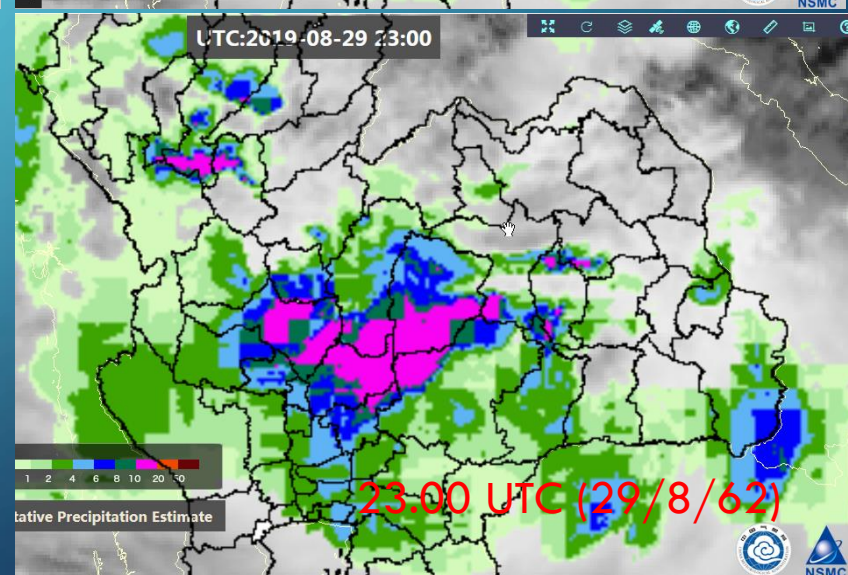 NSMC
UTC:2019-08-29 23:00
1 2 4 6 8 10 20 50
tative Precipitation Estimate
23.00 UTC (29/8/62)
NSMC